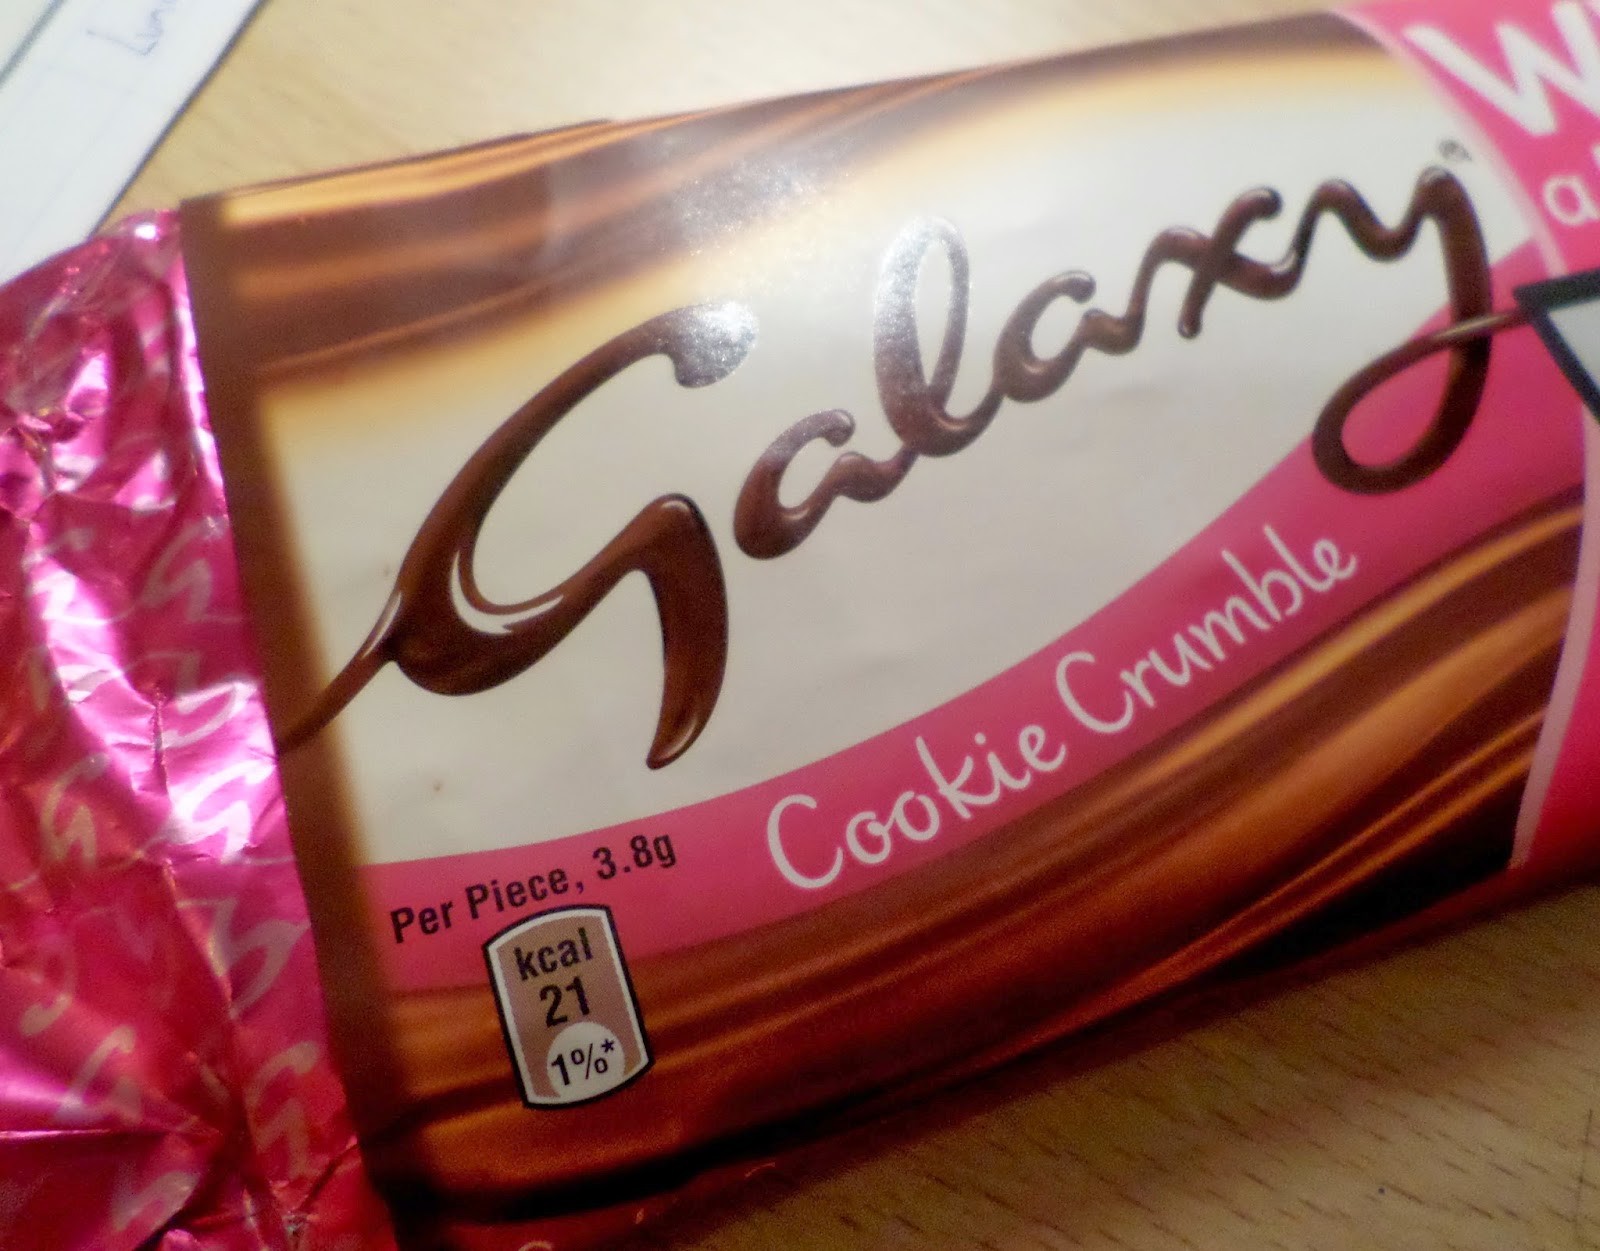 Galaxy®
Cookie Crumble
Per Piece, 3.8g
kcal
21
1%*